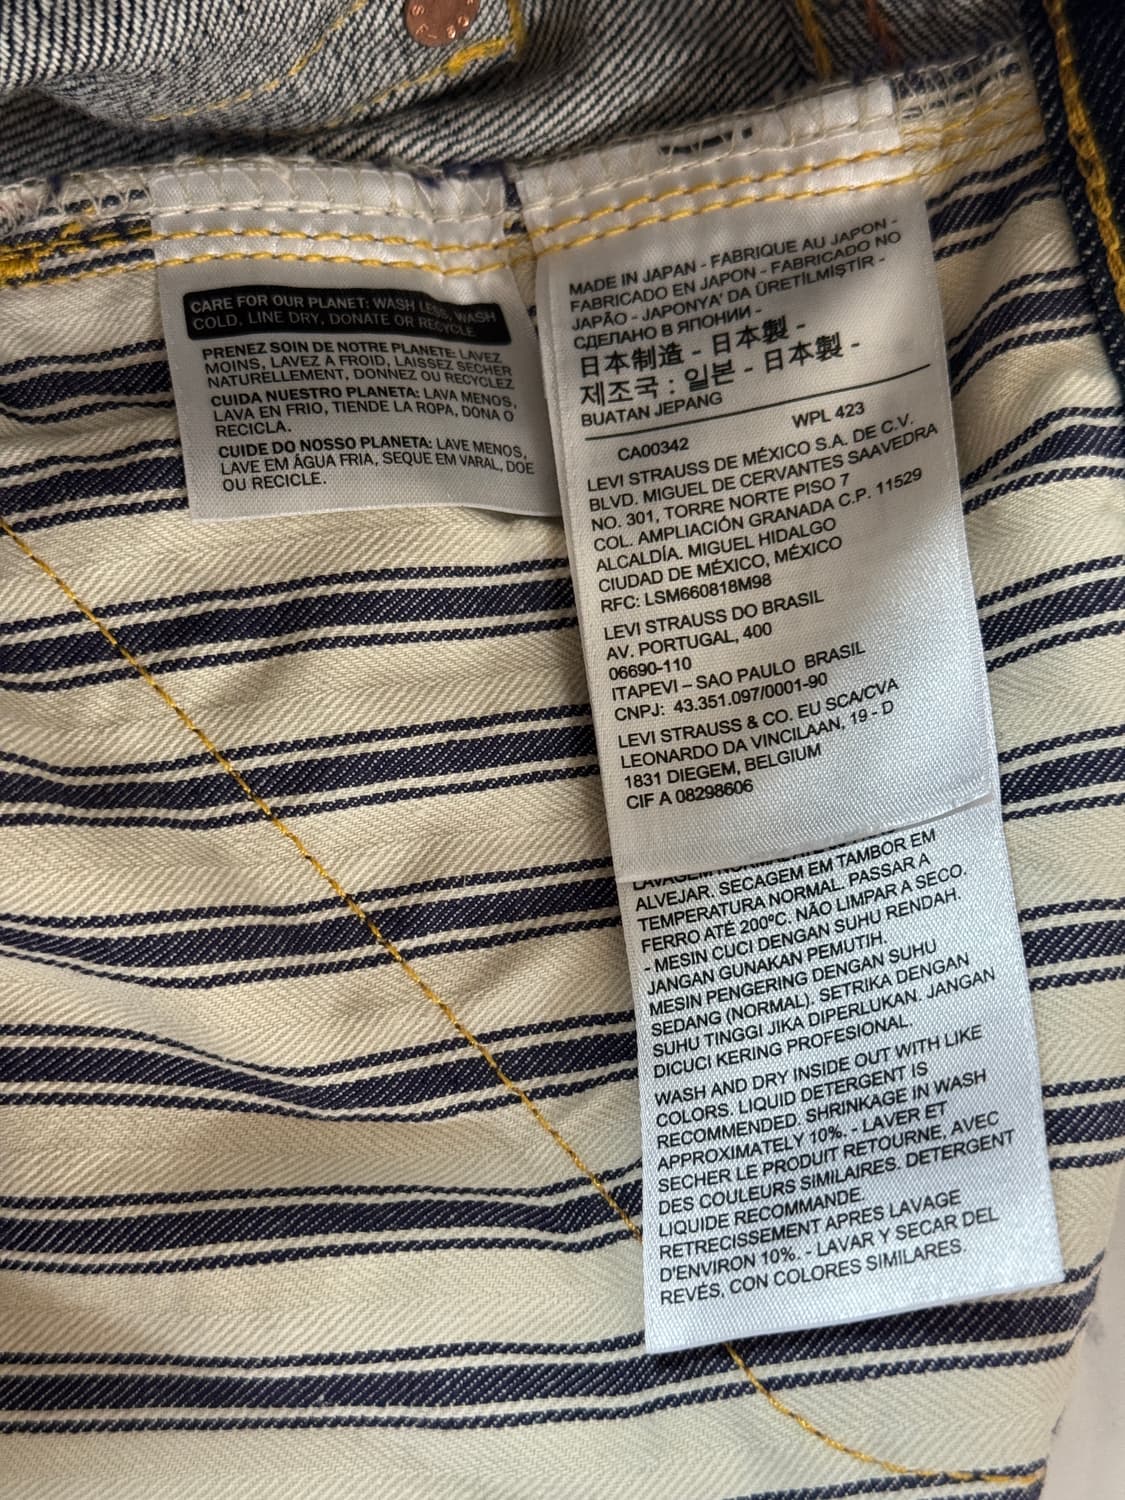 CARE FOR OUR PLANET: WASH LESS, WASH
COLD, LINE DRY, DONATE OR RECYCLE
PRENEZ SOIN DE NOTRE PLANETE: LAVEZ
MOINS, LAVEZ A FROID, LAISSEZ SECHER
NATURELLEMENT, DONNEZ OU RECYCLEZ
CUIDA NUESTRO PLANETA: LAVA MENOS,
LAVA EN FRIO, TIENDE LA ROPA, DONA O
RECICLA.
CUIDE DO NOSSO PLANETA: LAVE MENOS,
LAVE EM ÁGUA FRIA, SEQUE EM VARAL, DOE
OU RECICLE.
MADE IN JAPAN - FABRIQUE AU JAPON -
FABRICADO EN JAPON - FABRICADO NO
JAPÃO - JAPONYA' DA ÜRETİLMİŞTİR -
СДЕЛАНО В ЯПОНИИ -
日本制造 - 日本製 -
제조국 : 일본 - 日本製 -
BUATAN JEPANG
CA00342 WPL 423
LEVI STRAUSS DE MÉXICO S.A. DE C.V.
BLVD. MIGUEL DE CERVANTES SAAVEDRA
NO. 301, TORRE NORTE PISO 7
COL. AMPLIACIÓN GRANADA C.P. 11529
ALCALDÍA. MIGUEL HIDALGO
CIUDAD DE MÉXICO, MÉXICO
RFC: LSM660818M98
LEVI STRAUSS DO BRASIL
AV. PORTUGAL, 400
06690-110
ITAPEVI – SAO PAULO BRASIL
CNPJ: 43.351.097/0001-90
LEVI STRAUSS & CO. EU SCA/CVA
LEONARDO DA VINCILAAN, 19 - D
1831 DIEGEM, BELGIUM
CIF A 08298606
ALVEJAR. SECAGEM EM TAMBOR EM
TEMPERATURA NORMAL. PASSAR A
FERRO ATÉ 200ºC. NÃO LIMPAR A SECO.
- MESIN CUCI DENGAN SUHU RENDAH.
JANGAN GUNAKAN PEMUTIH.
MESIN PENGERING DENGAN SUHU
SEDANG (NORMAL). SETRIKA DENGAN
SUHU TINGGI JIKA DIPERLUKAN. JANGAN
DICUCI KERING PROFESIONAL.
WASH AND DRY INSIDE OUT WITH LIKE
COLORS. LIQUID DETERGENT IS
RECOMMENDED. SHRINKAGE IN WASH
APPROXIMATELY 10%. - LAVER ET
SECHER LE PRODUIT RETOURNE, AVEC
DES COULEURS SIMILAIRES. DETERGENT
LIQUIDE RECOMMANDE.
RETRECISSEMENT APRES LAVAGE
D'ENVIRON 10%. - LAVAR Y SECAR DEL
REVÉS, CON COLORES SIMILARES.